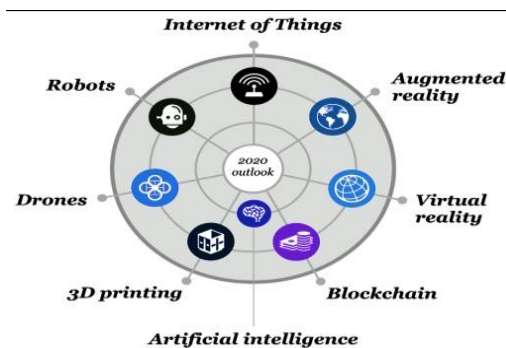 Internet of Things
Robots
Augmented
reality
2020
outlook
Drones
Virtual
reality
3D printing
Blockchain
Artificial intelligence